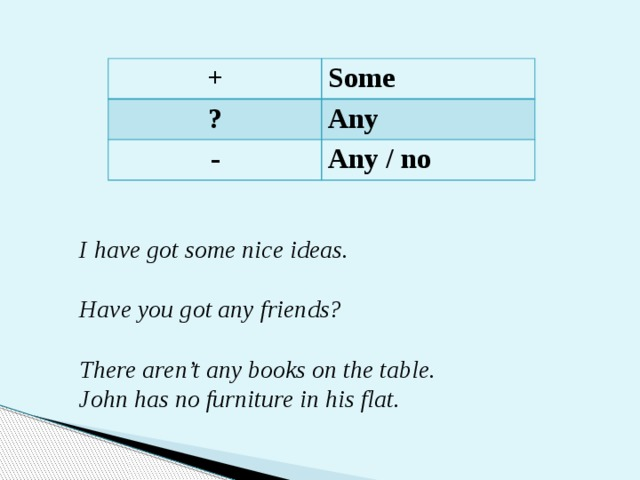 + Some
? Any
- Any / no
I have got some nice ideas.
Have you got any friends?
There aren’t any books on the table.
John has no furniture in his flat.